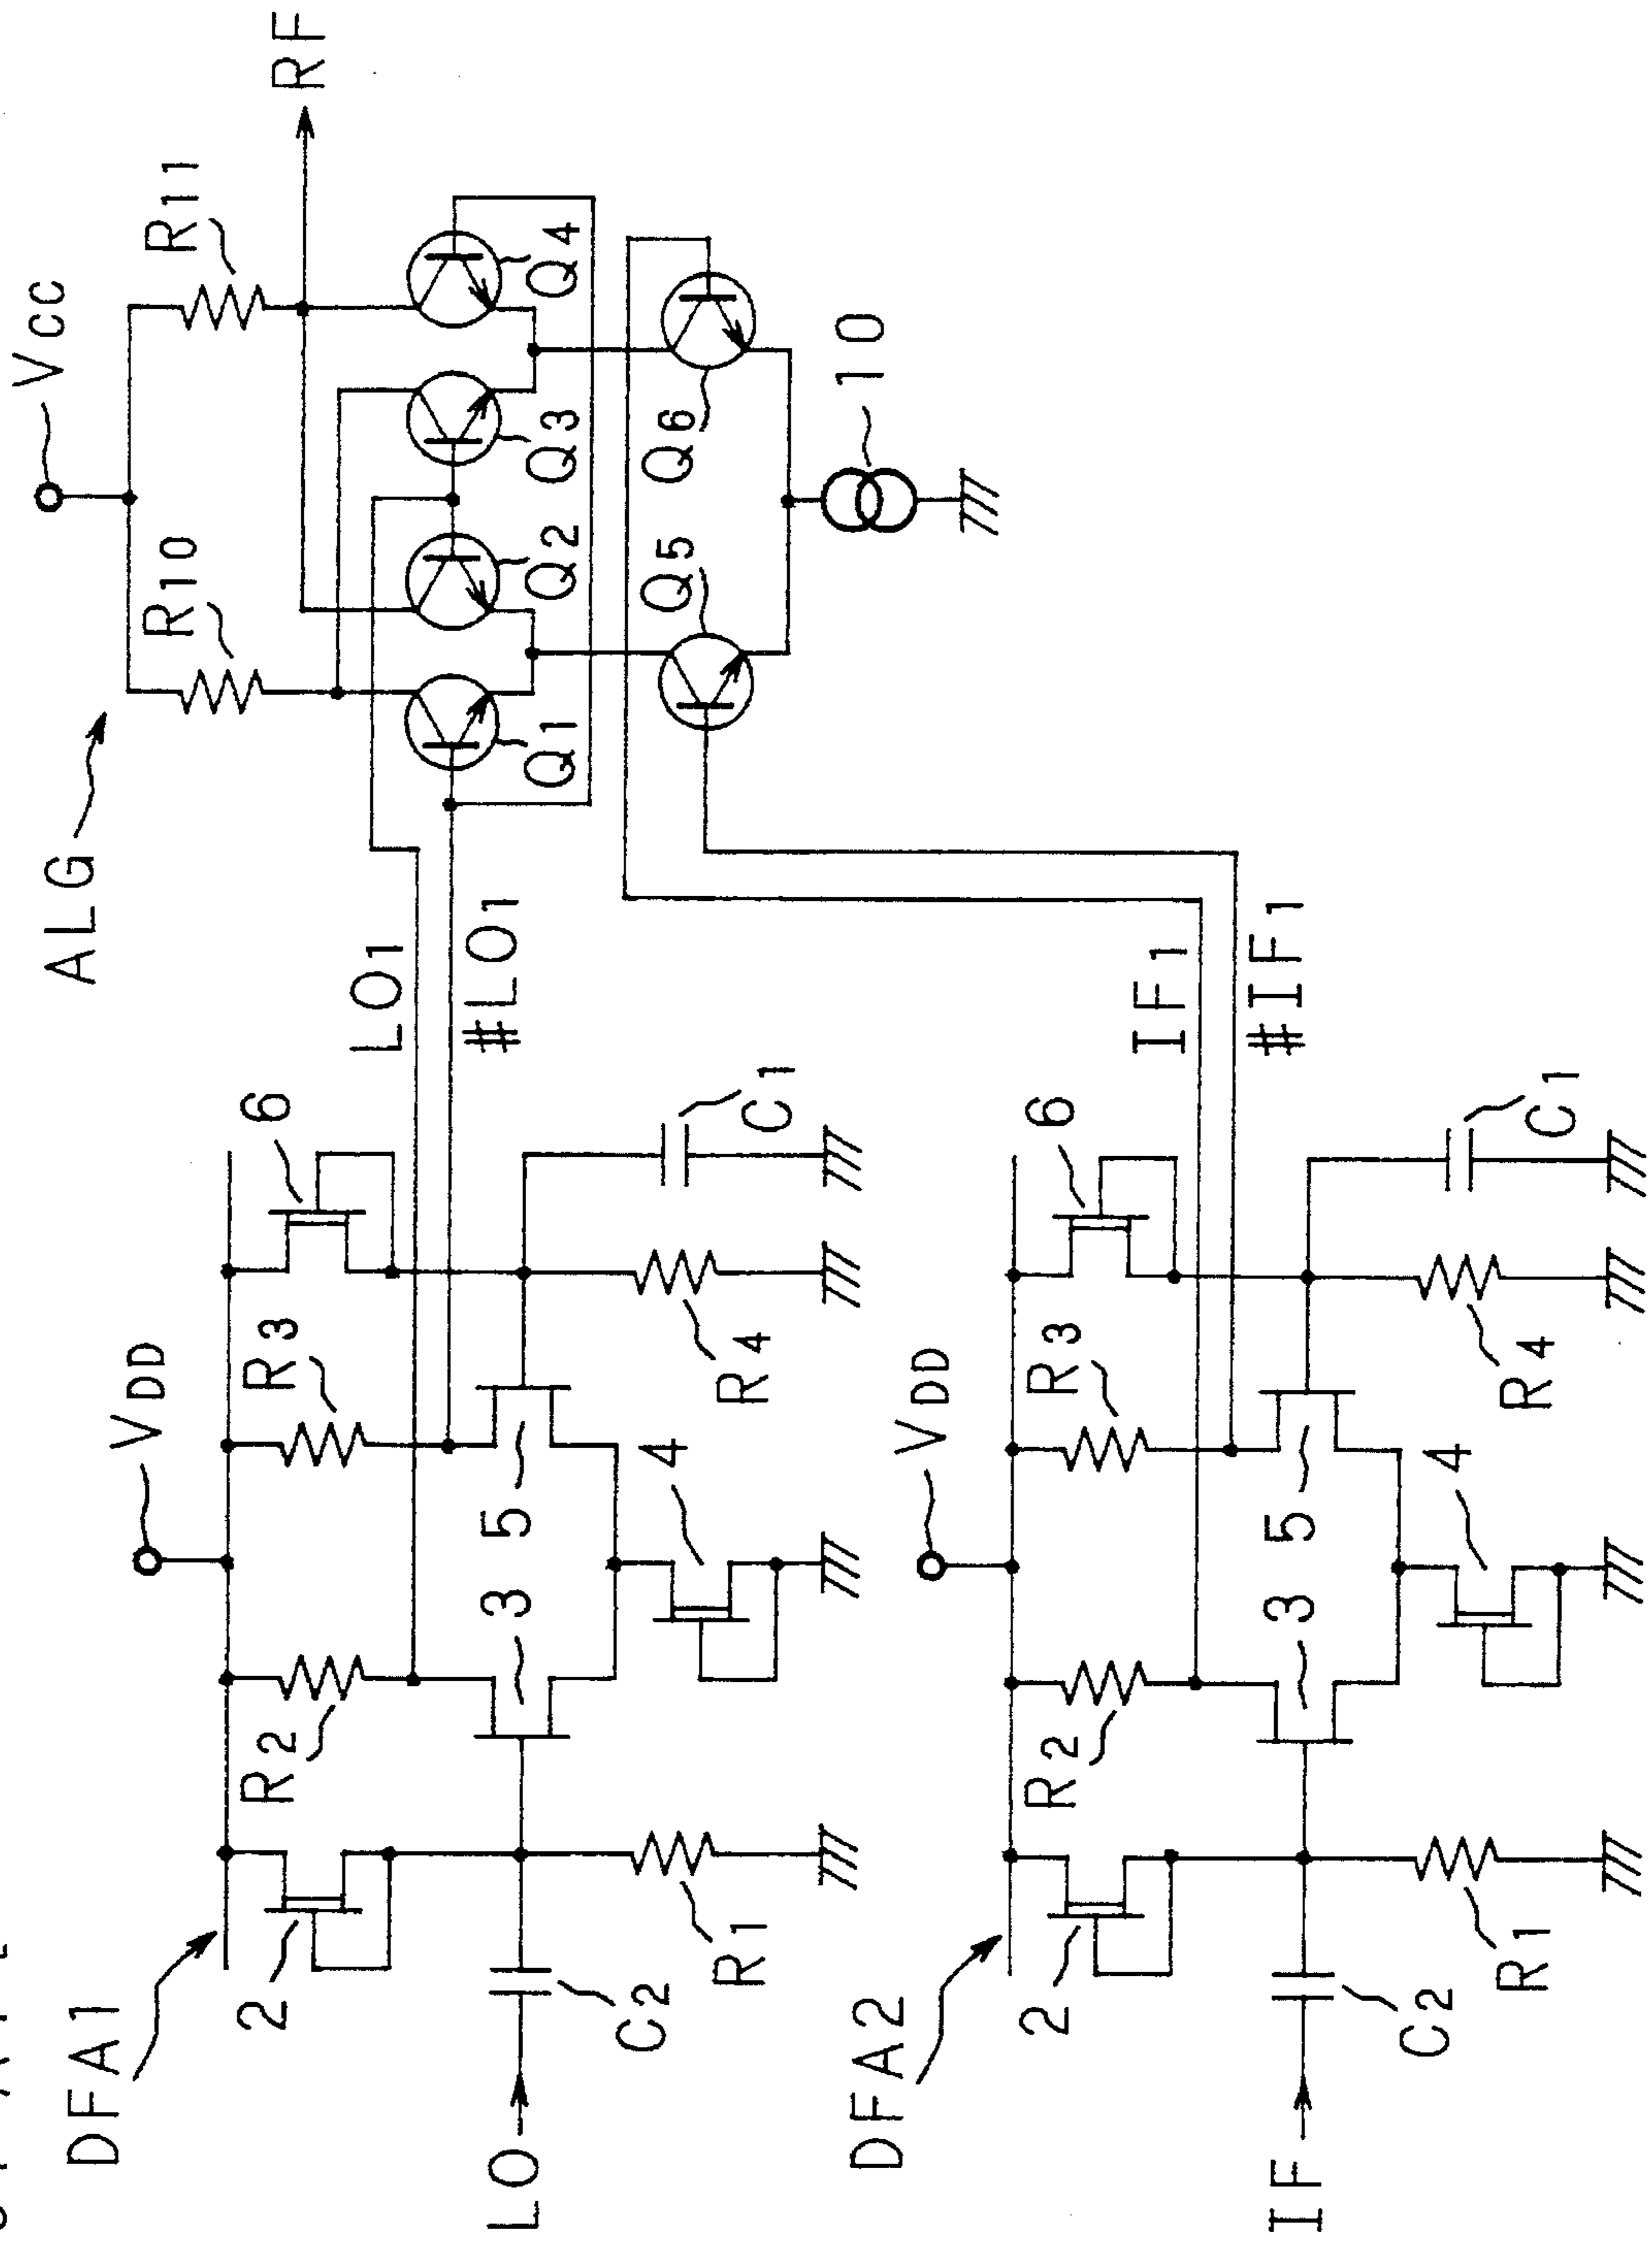 DFA1
VDD
2
R2
R3
6
LO
C2
R1
3
5
4
R4
C1
LO1
#LO1
ALG
VCC
R10
R11
RF
Q1
Q2
Q3
Q4
Q5
Q6
10
DFA2
VDD
2
R2
R3
6
IF
C2
R1
3
5
4
R4
C1
IF1
#IF1